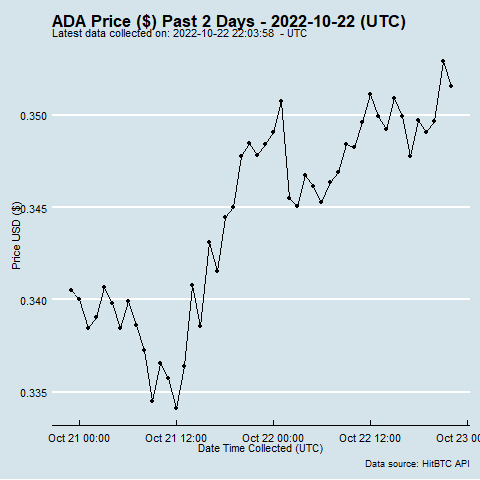 ADA Price ($) Past 2 Days - 2022-10-22 (UTC)
Latest data collected on: 2022-10-22 22:03:58 - UTC
Price USD ($)
0.350
0.345
0.340
0.335
Oct 21 00:00 Oct 21 12:00 Oct 22 00:00 Oct 22 12:00 Oct 23 00
Date Time Collected (UTC)
Data source: HitBTC API